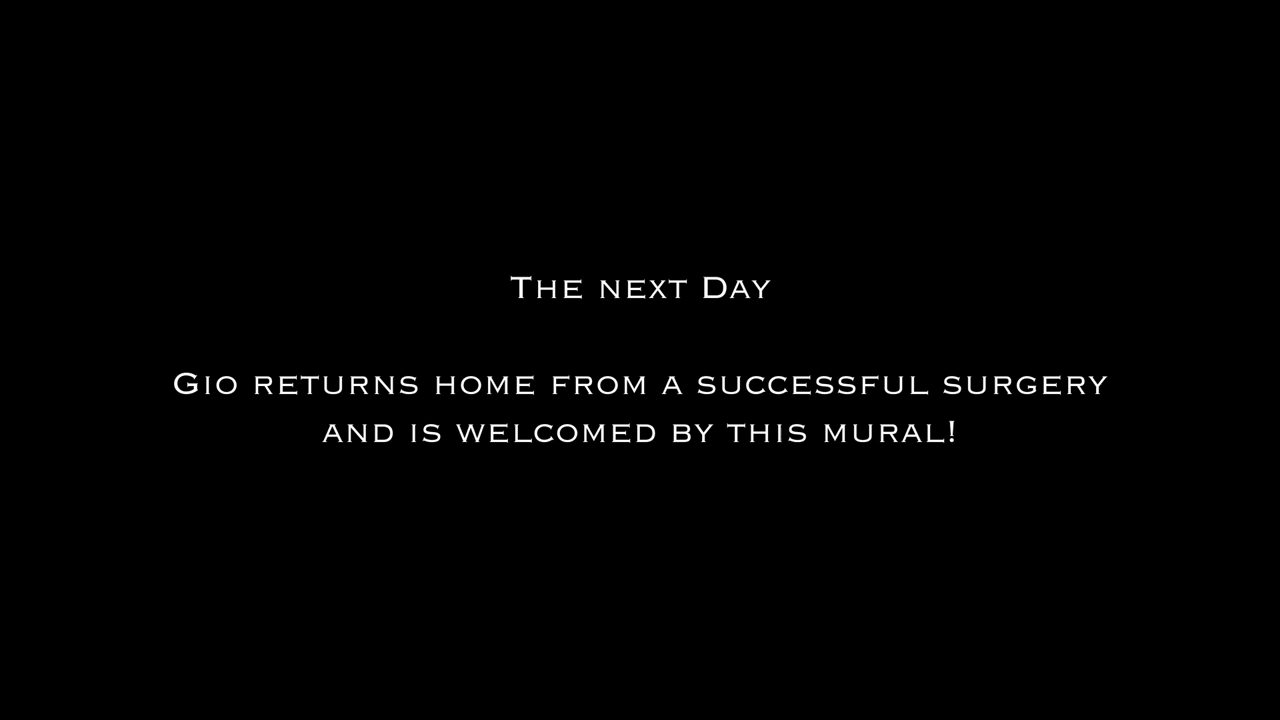 The next Day
Gio returns home from a successful surgery
and is welcomed by this mural!